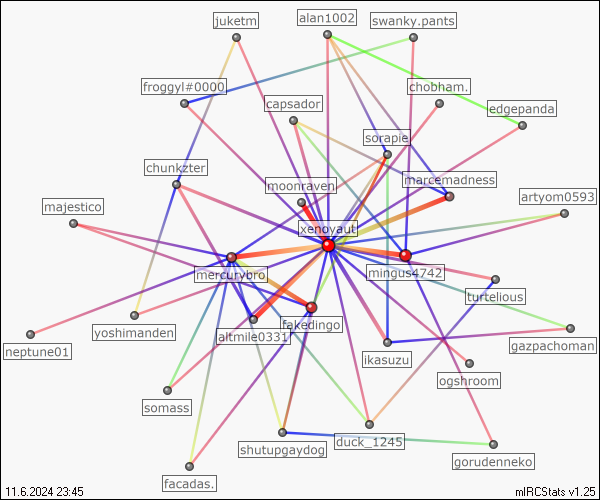 juketm
alan1002
swanky.pants
froggyl#0000
chobham.
capsador
edgepanda
sorapie
chunkzter
moonraven
marcemadness
artyom0593
majestico
xenoyaut
mercurybro
mingus4742
turtelious
yoshimanden
altmile0331
fakedingo
neptune01
ikasuzu
gazpachoman
ogshroom
somass
shutupgaydog
duck_1245
gorudenneko
facadas.
11.6.2024 23:45
mIRCStats v1.25